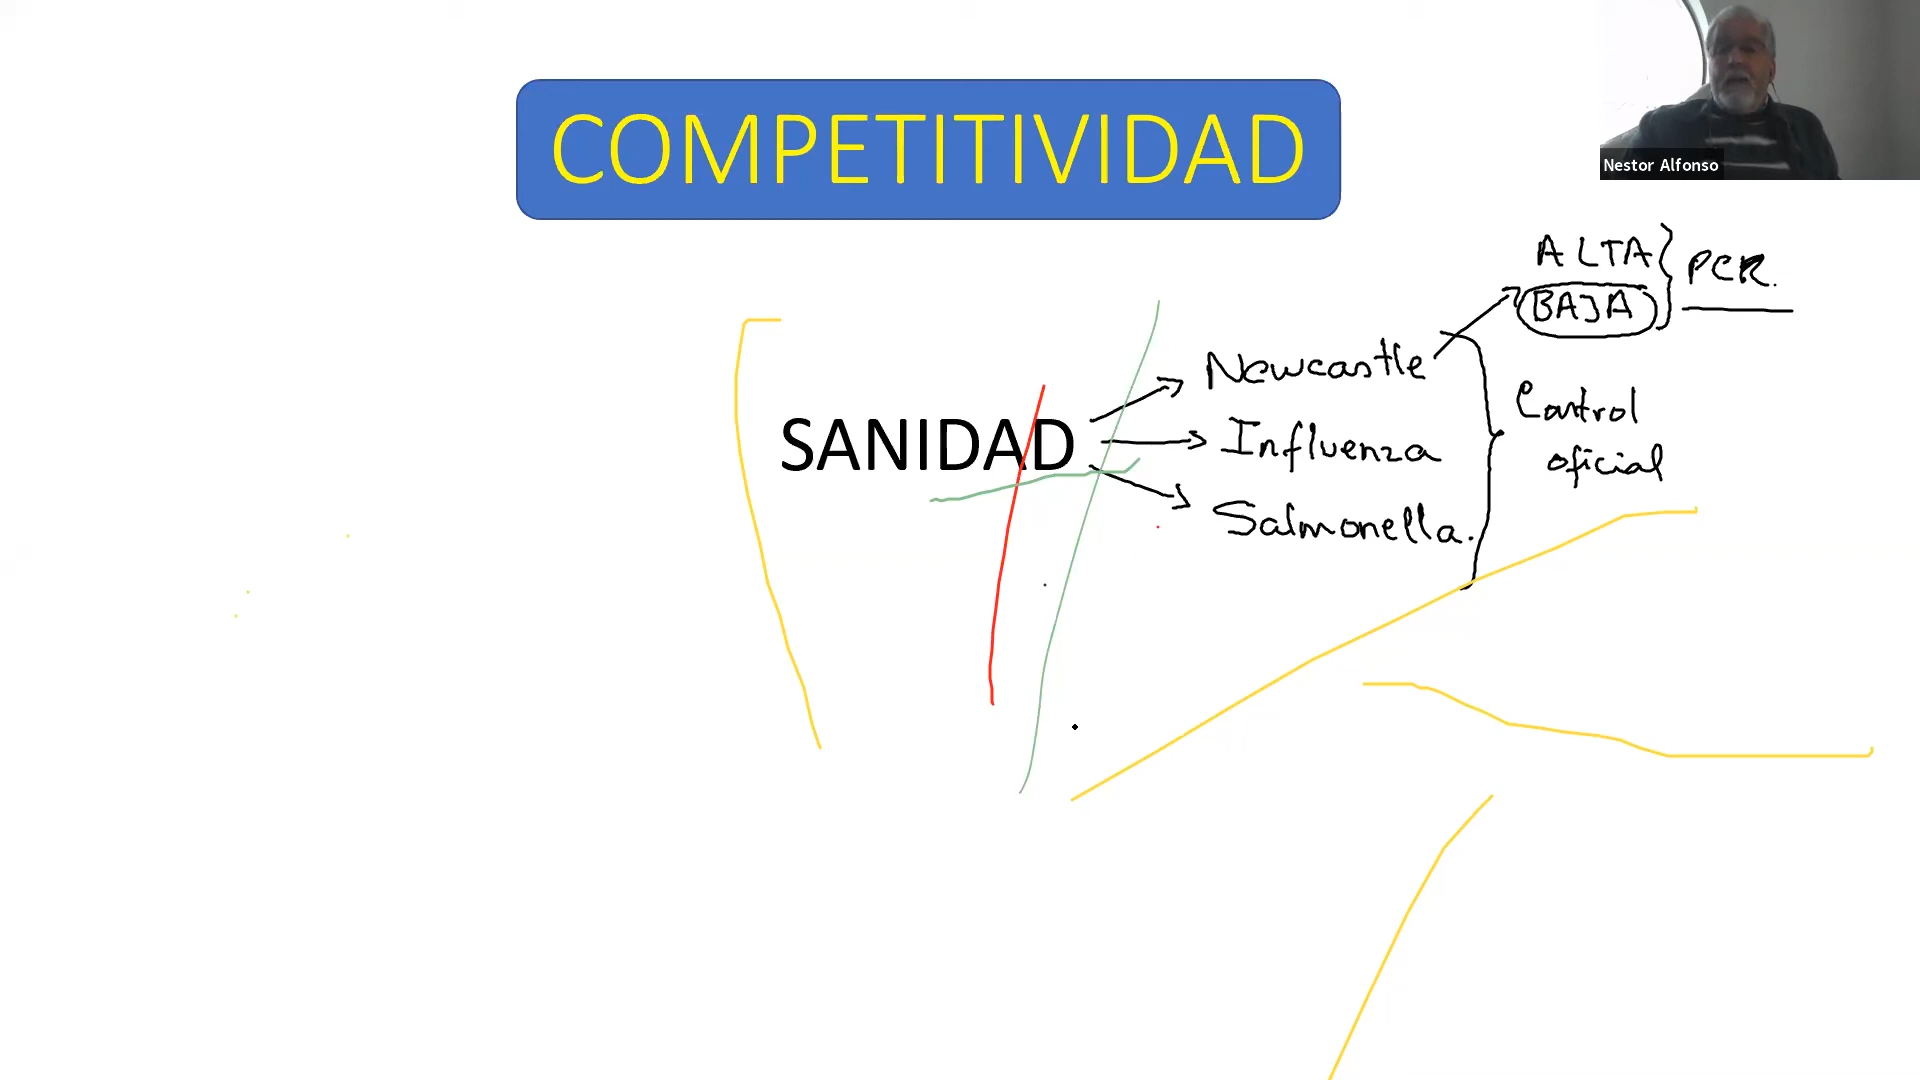 COMPETITIVIDAD
Nestor Alfonso
ALTA
BAJA
PCR.
Newcastle
SANIDAD
Influenza
Salmonella.
Control
oficial